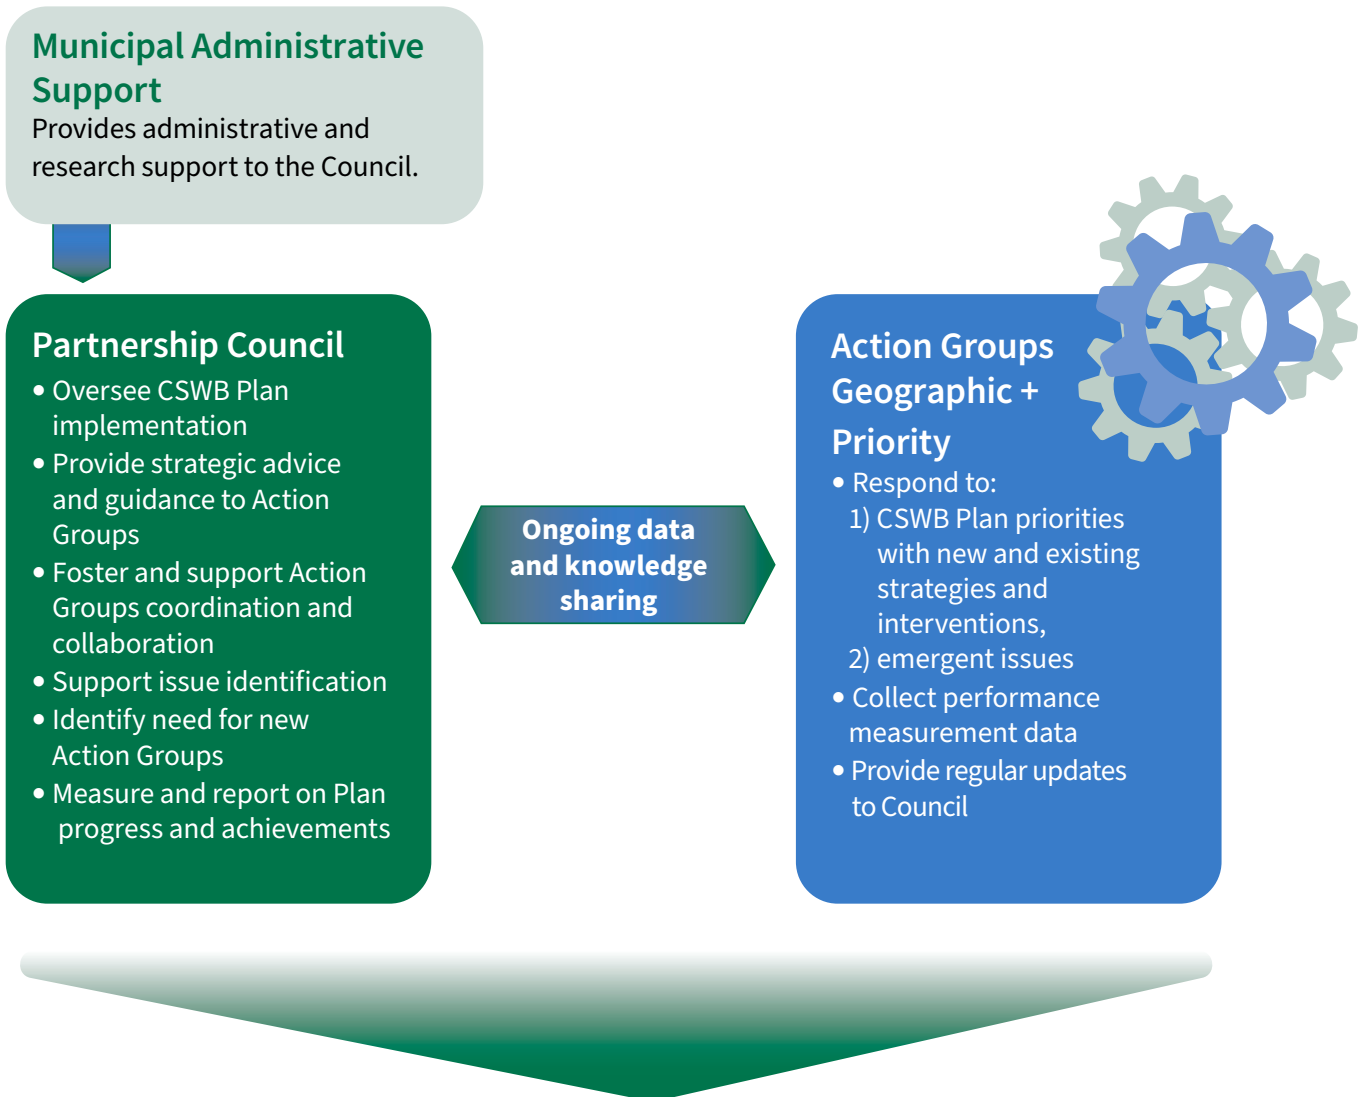 Municipal Administrative
Support
Provides administrative and
research support to the Council.
Partnership Council
• Oversee CSWB Plan
implementation
• Provide strategic advice
and guidance to Action
Groups
• Foster and support Action
Groups coordination and
collaboration
• Support issue identification
• Identify need for new
Action Groups
• Measure and report on Plan
progress and achievements
Ongoing data
and knowledge
sharing
Action Groups
Geographic +
Priority
• Respond to:
1) CSWB Plan priorities
with new and existing
strategies and
interventions,
2) emergent issues
• Collect performance
measurement data
• Provide regular updates
to Council